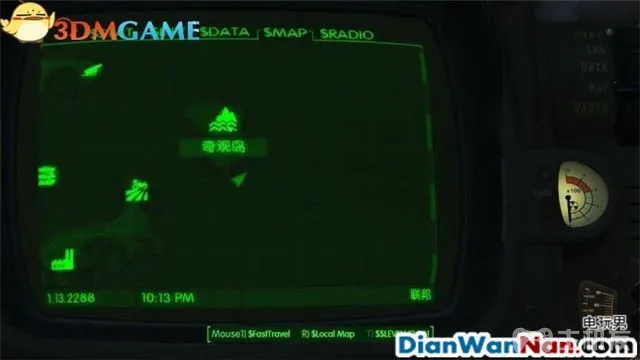 3DMGAME
$DATA $MAP $RADIO
奇观岛
1.13.2288 10:13 PM 联邦
Mouse1) $FastTravel R) $Local Map
×100
电玩男
DianWanNan.com